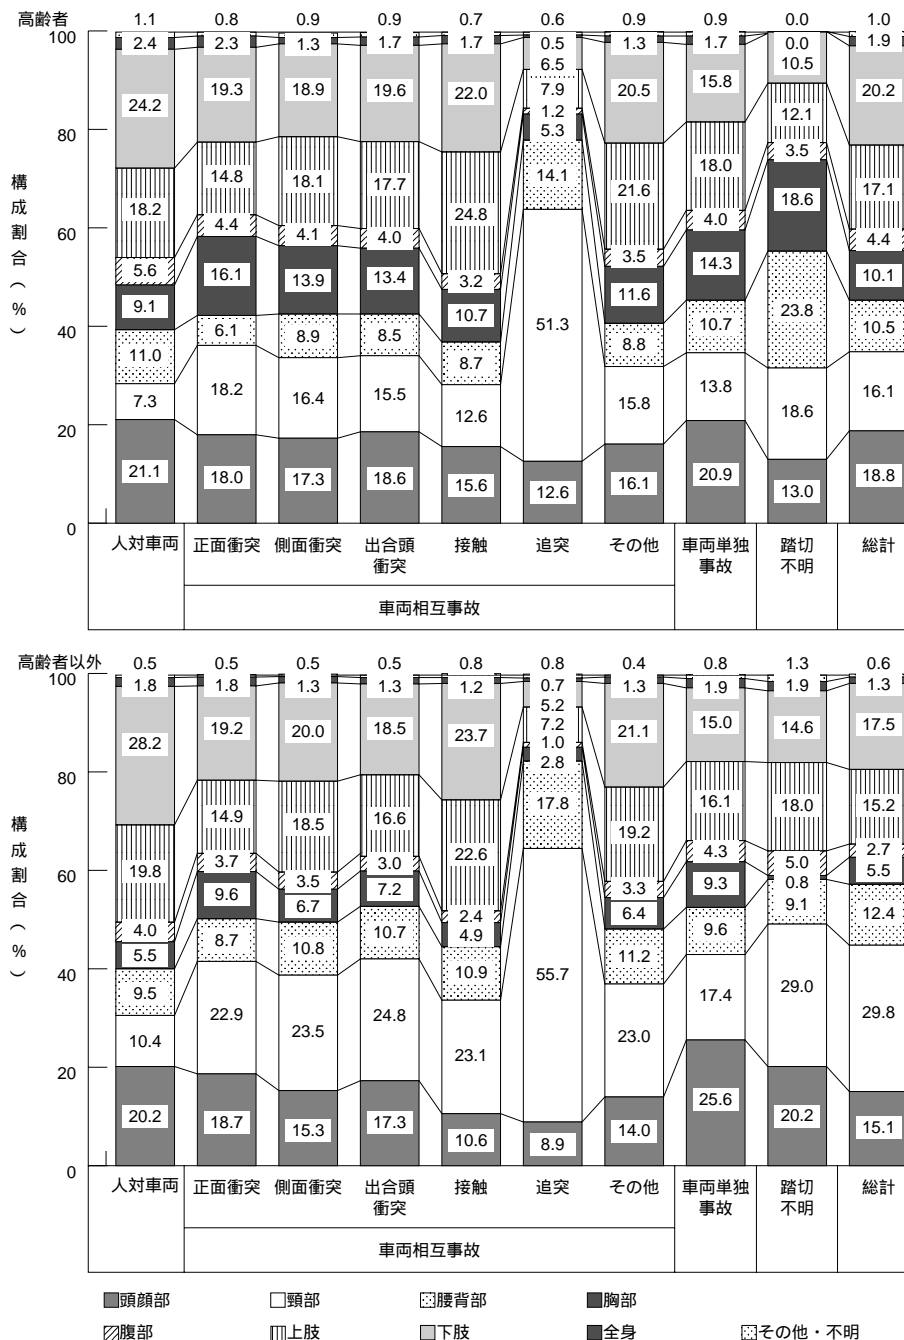 高齢者 1.1 0.8 0.9 0.9 0.7 0.6 0.9 0.9 0.0 1.0
100 2.4 2.3 1.3 1.7 1.7 0.5 1.3 1.7 0.0 1.9
24.2 19.3 18.9 19.6 22.0 6.5 20.5 15.8 10.5 20.2
80
18.2 14.8 18.1 17.7 24.8 7.9 21.6 18.0 12.1 17.1
構成割合(%)
60
5.6 4.4 4.1 4.0 3.2 1.2 3.5 4.0 3.5 4.4
9.1 16.1 13.9 13.4 10.7 5.3 11.6 14.3 18.6 10.1
40
11.0 6.1 8.9 8.5 8.7 14.1 8.8 10.7 23.8 10.5
7.3 18.2 16.4 15.5 12.6 51.3 15.8 13.8 18.6 16.1
20
21.1 18.0 17.3 18.6 15.6 12.6 16.1 20.9 13.0 18.8
0
人対車両 正面衝突 側面衝突 出合頭 接触 追突 その他 車両単独 踏切 総計
衝突 事故 不明
車両相互事故
高齢者以外 0.5 0.5 0.5 0.5 0.8 0.8 0.4 0.8 1.3 0.6
100 1.8 1.8 1.3 1.3 1.2 0.7 1.3 1.9 1.9 1.3
28.2 19.2 20.0 18.5 23.7 5.2 21.1 15.0 14.6 17.5
80
19.8 14.9 18.5 16.6 22.6 7.2 19.2 16.1 18.0 15.2
構成割合(%)
60
4.0 3.7 3.5 3.0 2.4 1.0 3.3 4.3 5.0 2.7
5.5 9.6 6.7 7.2 4.9 2.8 6.4 9.3 0.8 5.5
40
9.5 8.7 10.8 10.7 10.9 17.8 11.2 9.6 9.1 12.4
10.4 22.9 23.5 24.8 23.1 55.7 23.0 17.4 29.0 29.8
20
20.2 18.7 15.3 17.3 10.6 8.9 14.0 25.6 20.2 15.1
0
人対車両 正面衝突 側面衝突 出合頭 接触 追突 その他 車両単独 踏切 総計
衝突 事故 不明
車両相互事故
頭顔部 頸部 腰背部 胸部
腹部 上肢 下肢 全身 その他・不明